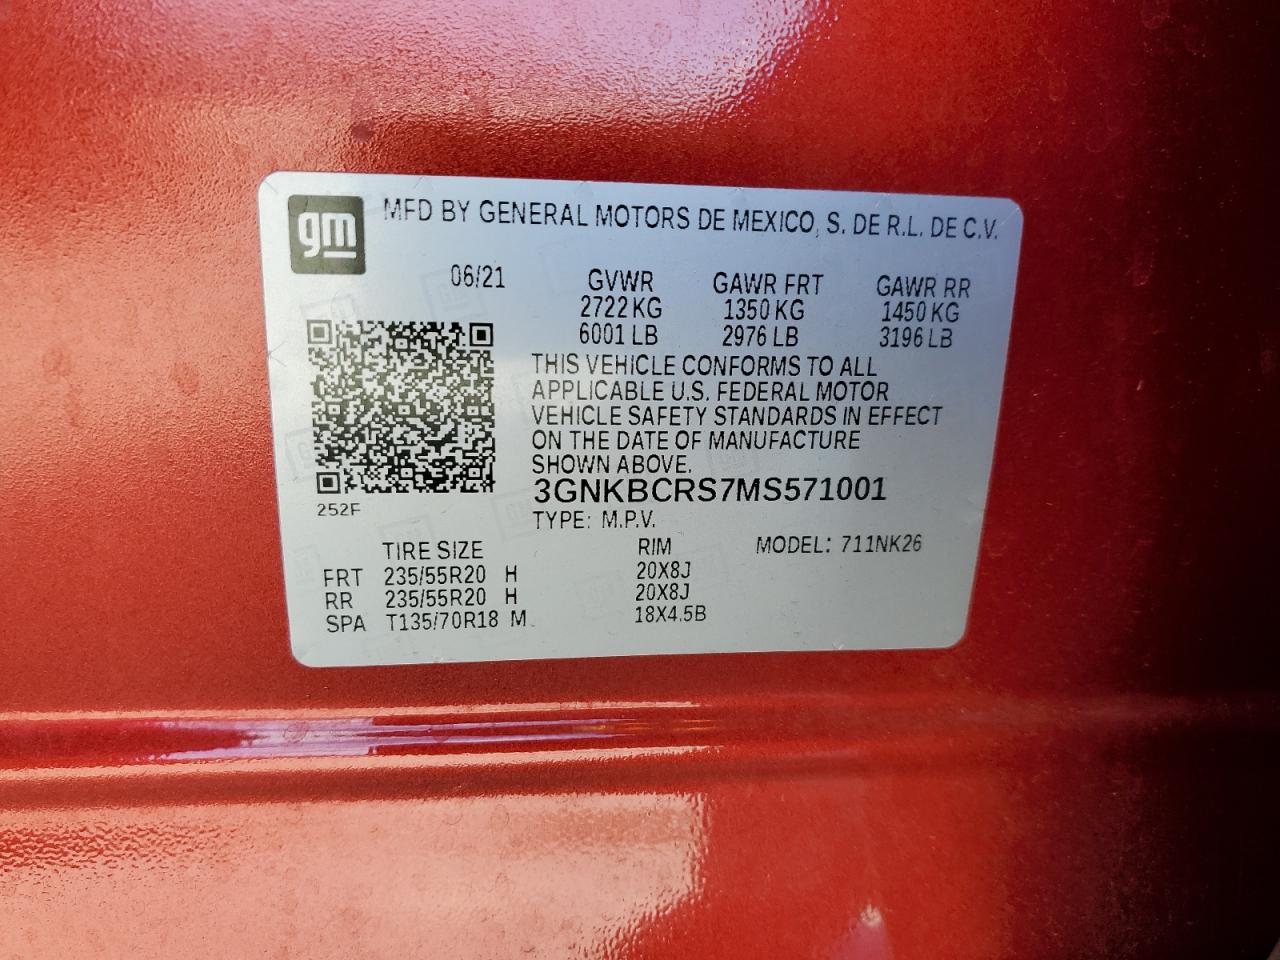 gm
MFD BY GENERAL MOTORS DE MEXICO, S. DE R.L. DE C.V.
06/21 GVWR GAWR FRT GAWR RR
2722 KG 1350 KG 1450 KG
6001 LB 2976 LB 3196 LB
THIS VEHICLE CONFORMS TO ALL
APPLICABLE U.S. FEDERAL MOTOR
VEHICLE SAFETY STANDARDS IN EFFECT
ON THE DATE OF MANUFACTURE
SHOWN ABOVE.
3GNKBCRS7MS571001
252F
TYPE: M.P.V.
TIRE SIZE RIM MODEL: 711NK26
FRT 235/55R20 H 20X8J
RR 235/55R20 H 20X8J
SPA T135/70R18 M 18X4.5B